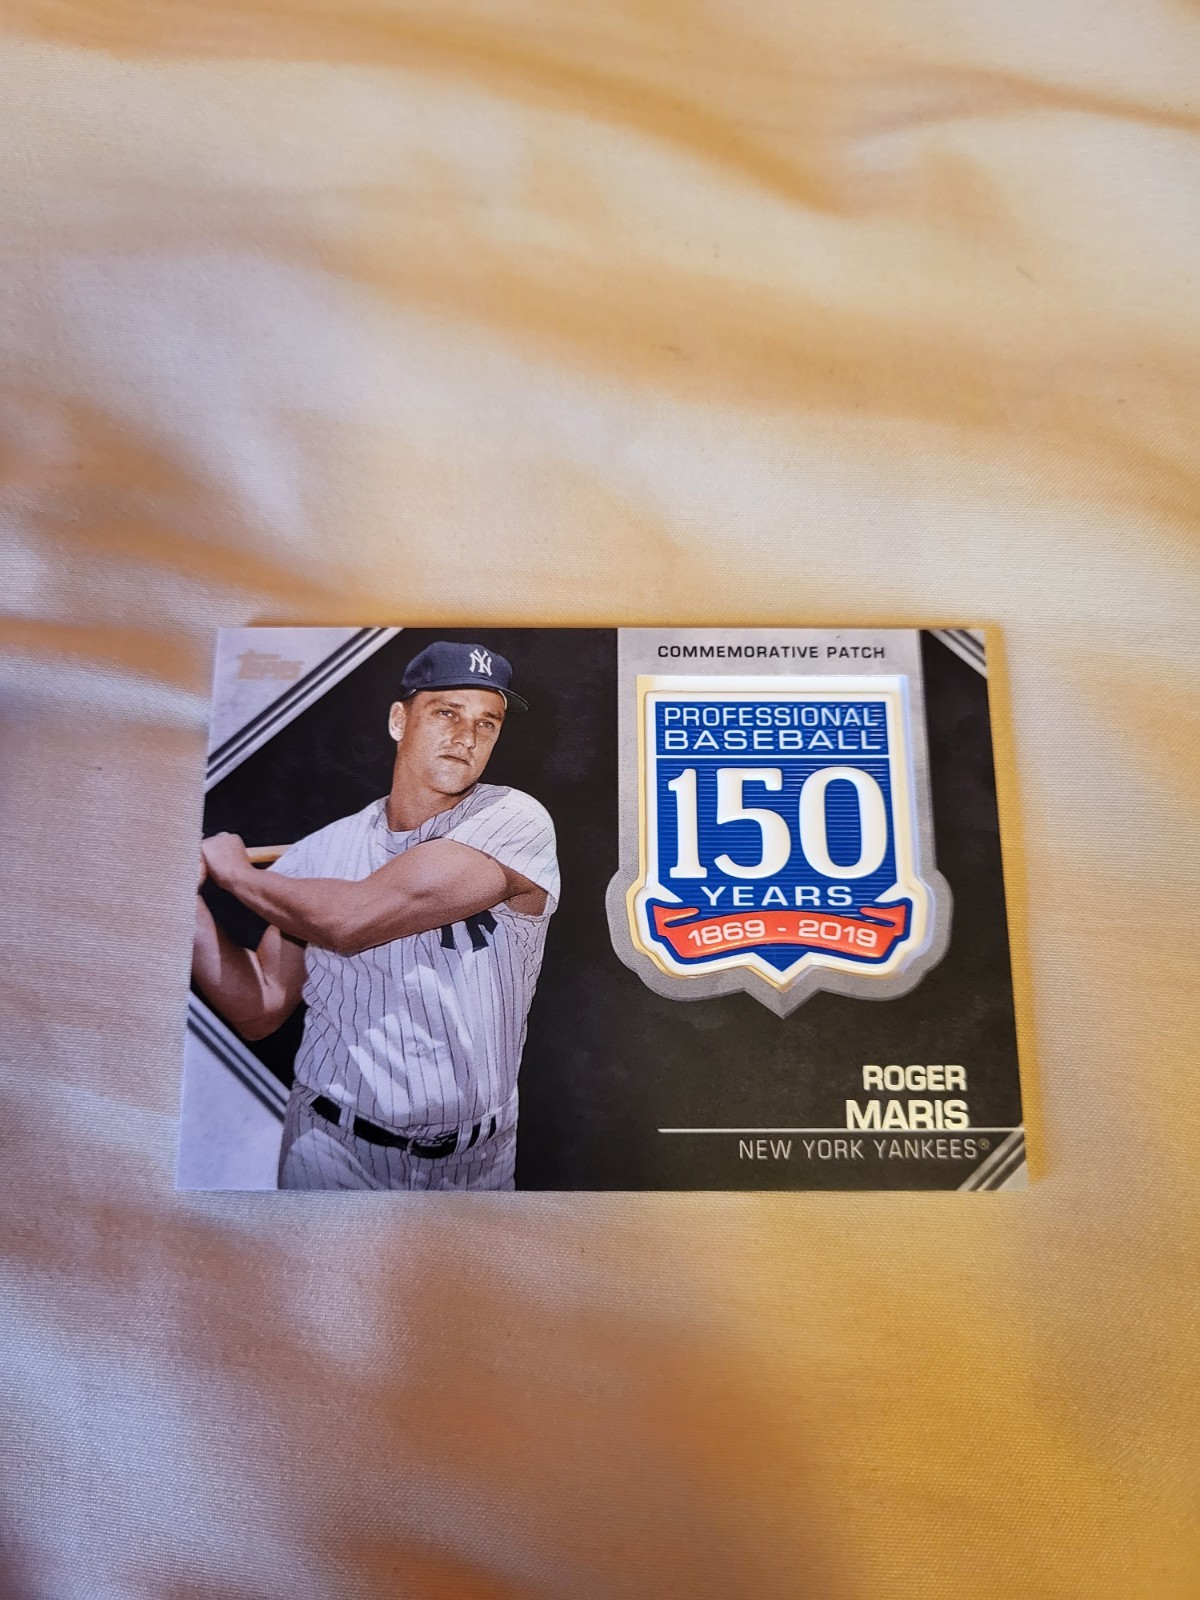 Topps
NY
COMMEMORATIVE PATCH
PROFESSIONAL
BASEBALL
150
YEARS
1869 - 2019
ROGER
MARIS
NEW YORK YANKEES®